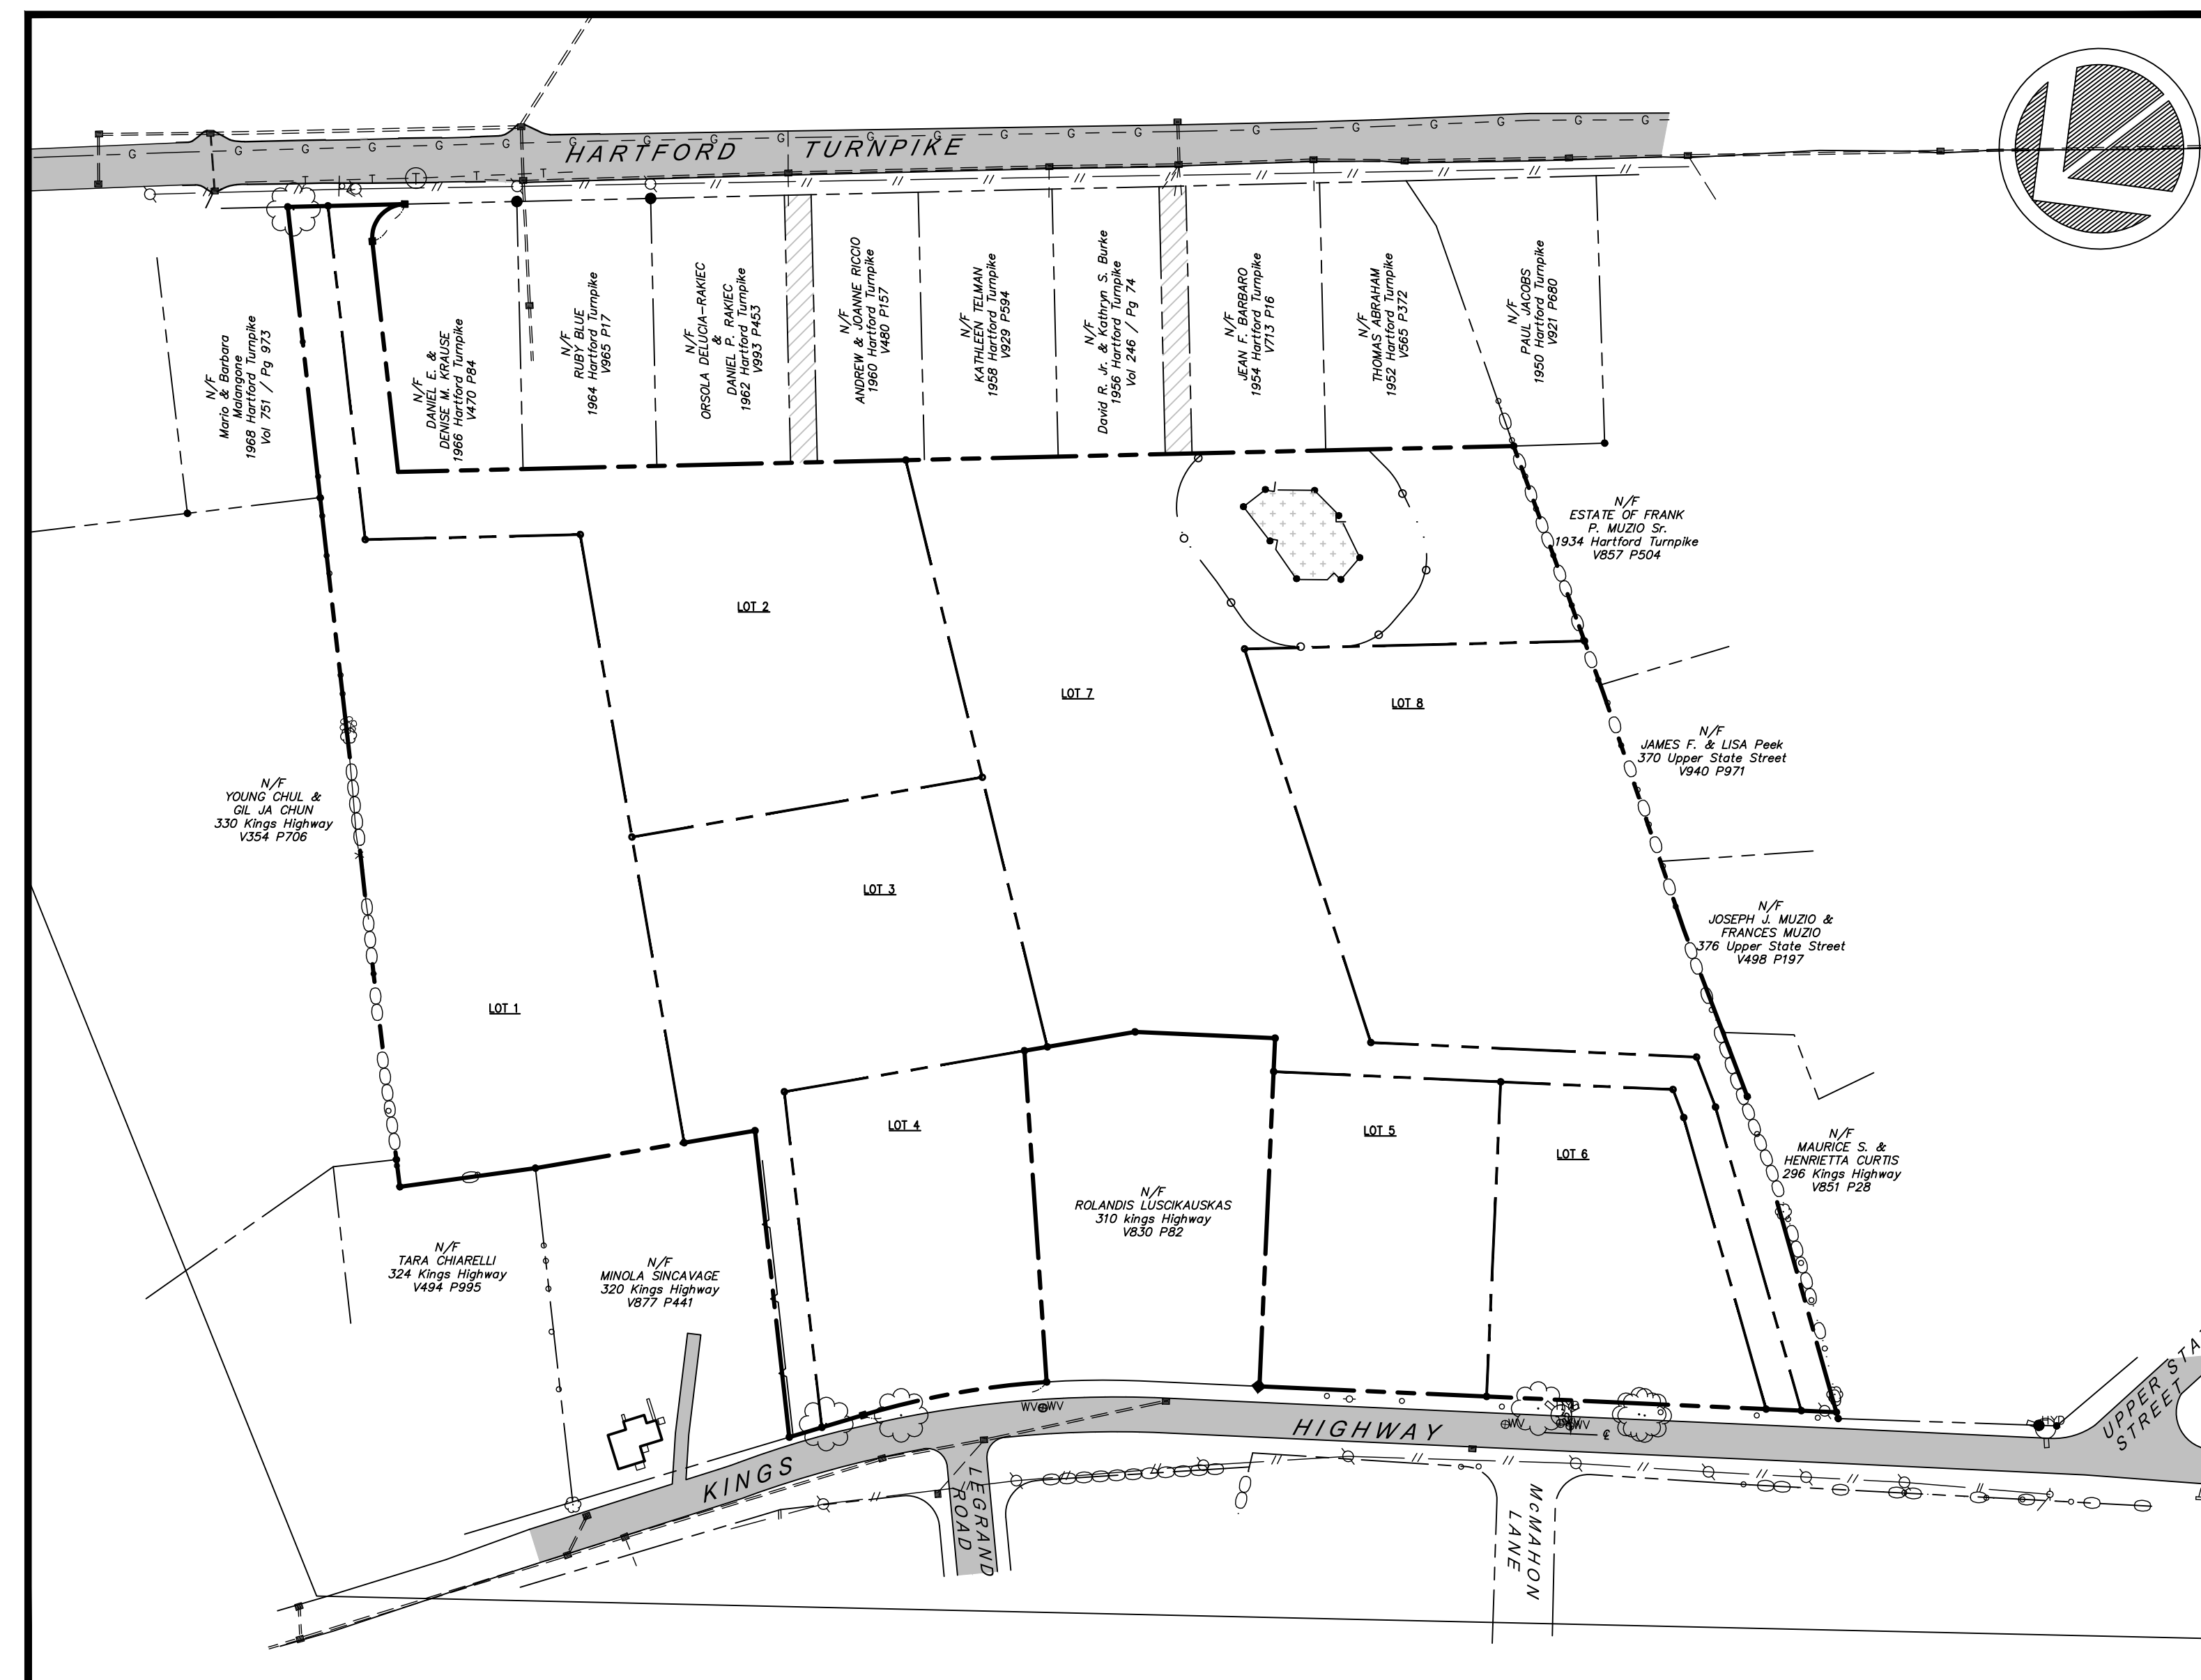 HARTFORD TURNPIKE
N/F
Mario & Barbara
Malangone
1968 Hartford Turnpike
Vol 751 / Pg 973
N/F
DANIEL E. &
DENISE M. KRAUSE
1966 Hartford Turnpike
V470 P84
N/F
RUBY BLUE
1964 Hartford Turnpike
V965 P17
N/F
ORSOLA DELUCIA-RAKIEC
&
DANIEL P. RAKIEC
1962 Hartford Turnpike
V993 P453
N/F
ANDREW & JOANNE RICCIO
1960 Hartford Turnpike
V480 P157
N/F
KATHLEEN TELMAN
1958 Hartford Turnpike
V929 P594
N/F
David R. Jr. & Kathryn S. Burke
1956 Hartford Turnpike
Vol 246 / Pg 74
N/F
JEAN F. BARBARO
1954 Hartford Turnpike
V713 P16
N/F
THOMAS ABRAHAM
1952 Hartford Turnpike
V565 P372
N/F
PAUL JACOBS
1950 Hartford Turnpike
V921 P680
N/F
ESTATE OF FRANK
P. MUZIO Sr.
1934 Hartford Turnpike
V857 P504
LOT 2
LOT 7
LOT 8
N/F
JAMES F. & LISA Peek
370 Upper State Street
V940 P971
N/F
YOUNG CHUL &
GIL JA CHUN
330 Kings Highway
V354 P706
LOT 3
N/F
JOSEPH J. MUZIO &
FRANCES MUZIO
376 Upper State Street
V498 P197
LOT 1
LOT 4
LOT 5
LOT 6
N/F
MAURICE S. &
HENRIETTA CURTIS
296 Kings Highway
V851 P28
N/F
ROLANDIS LUSCIKAUSKAS
310 kings Highway
V830 P82
N/F
TARA CHIARELLI
324 Kings Highway
V494 P995
N/F
MINOLA SINCAVAGE
320 Kings Highway
V877 P441
WV WV
KINGS HIGHWAY
UPPER STA
STREET
LEGRAND
ROAD
McMAHON
LANE